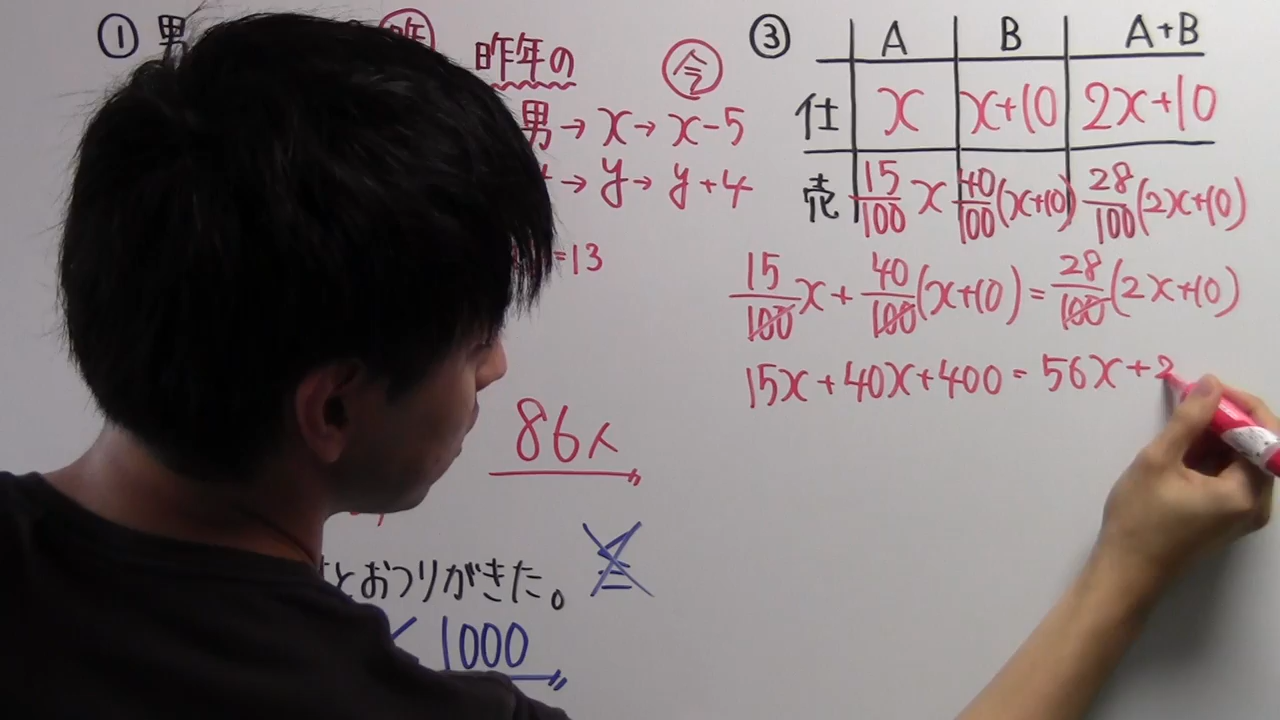 ① 男
昨年の 今
男→x→x-5
→y→y+4
=13
86人
とおつりがきた。
< 1000
③ A B A+B
仕 x x+10 2x+10
売 15/100 x 40/100 (x+10) 28/100 (2x+10)
15/100 x + 40/100 (x+10) = 28/100 (2x+10)
15x+40x+400=56x+2